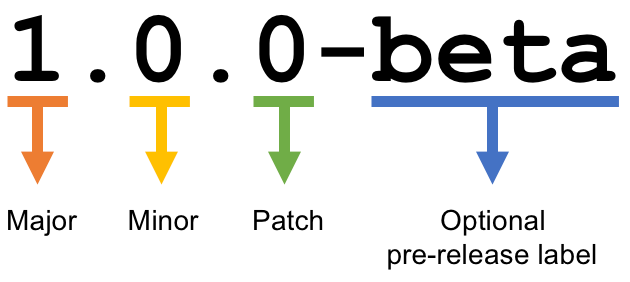 1.0.0-beta
Major Minor Patch Optional
pre-release label